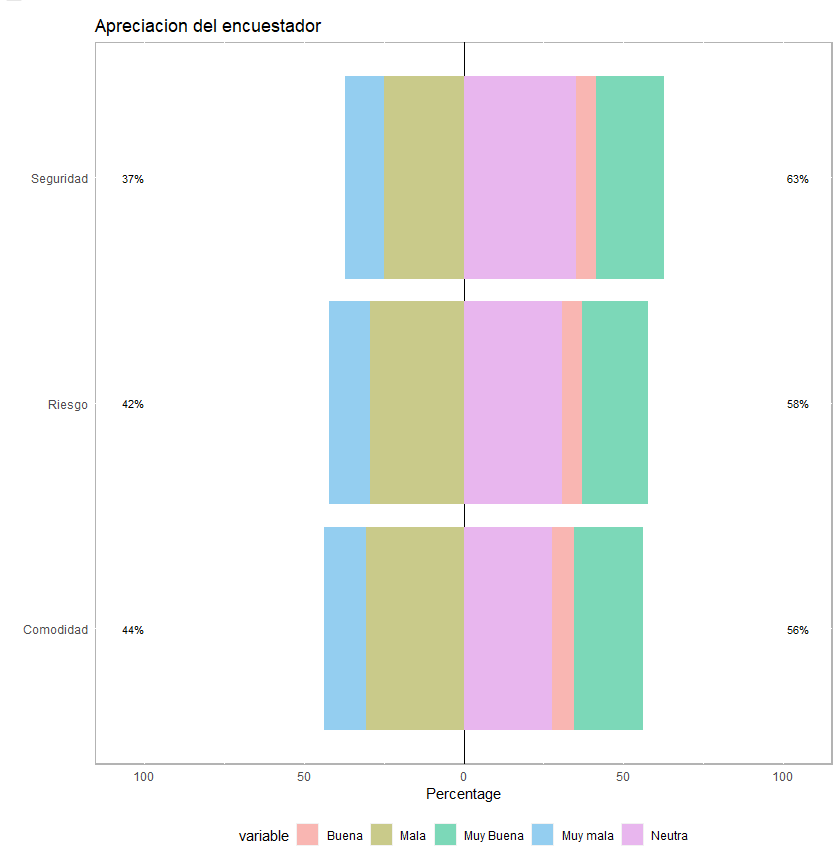 Apreciacion del encuestador
Seguridad 37% 63%
Riesgo 42% 58%
Comodidad 44% 56%
100 50 0 50 100
Percentage
variable Buena Mala Muy Buena Muy mala Neutra